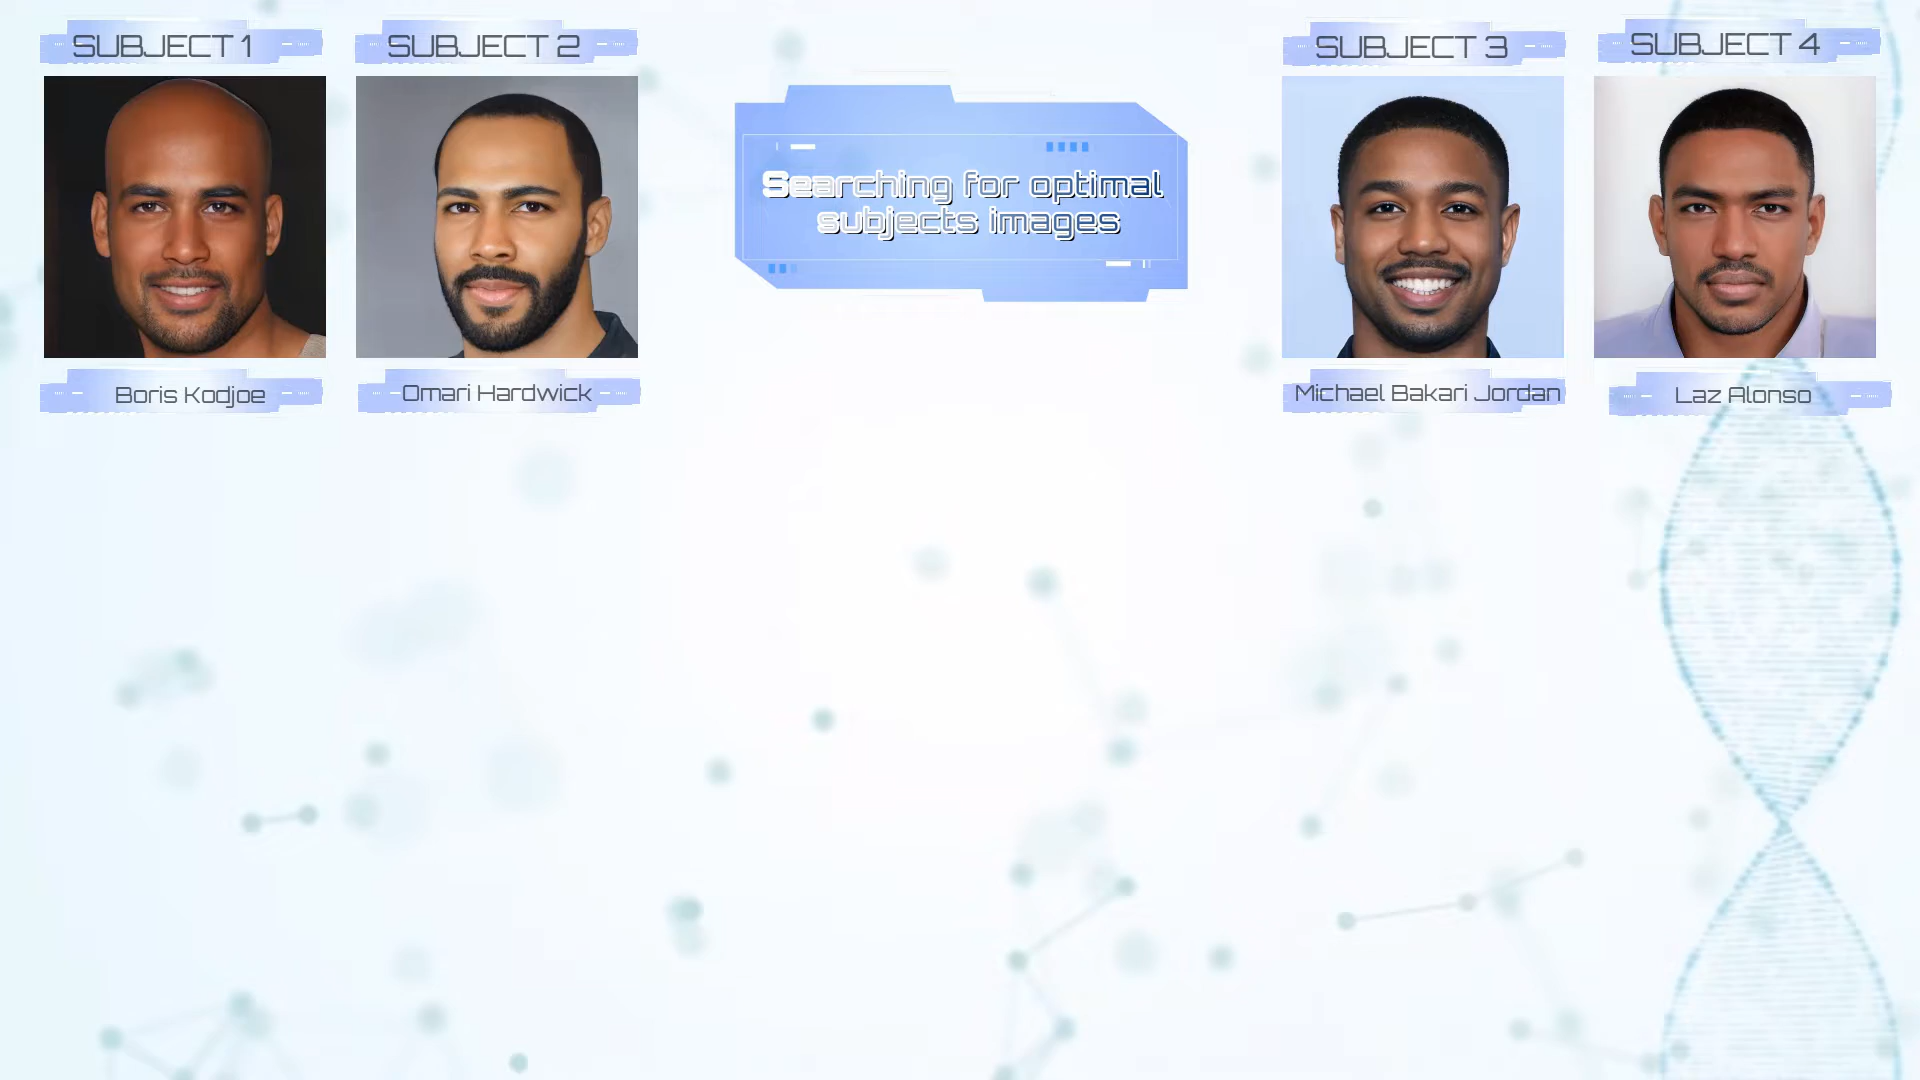 SUBJECT 1
SUBJECT 2
SUBJECT 3
SUBJECT 4
Searching for optimal
subjects images
Boris Kodjoe
Omari Hardwick
Michael Bakari Jordan
Laz Alonso